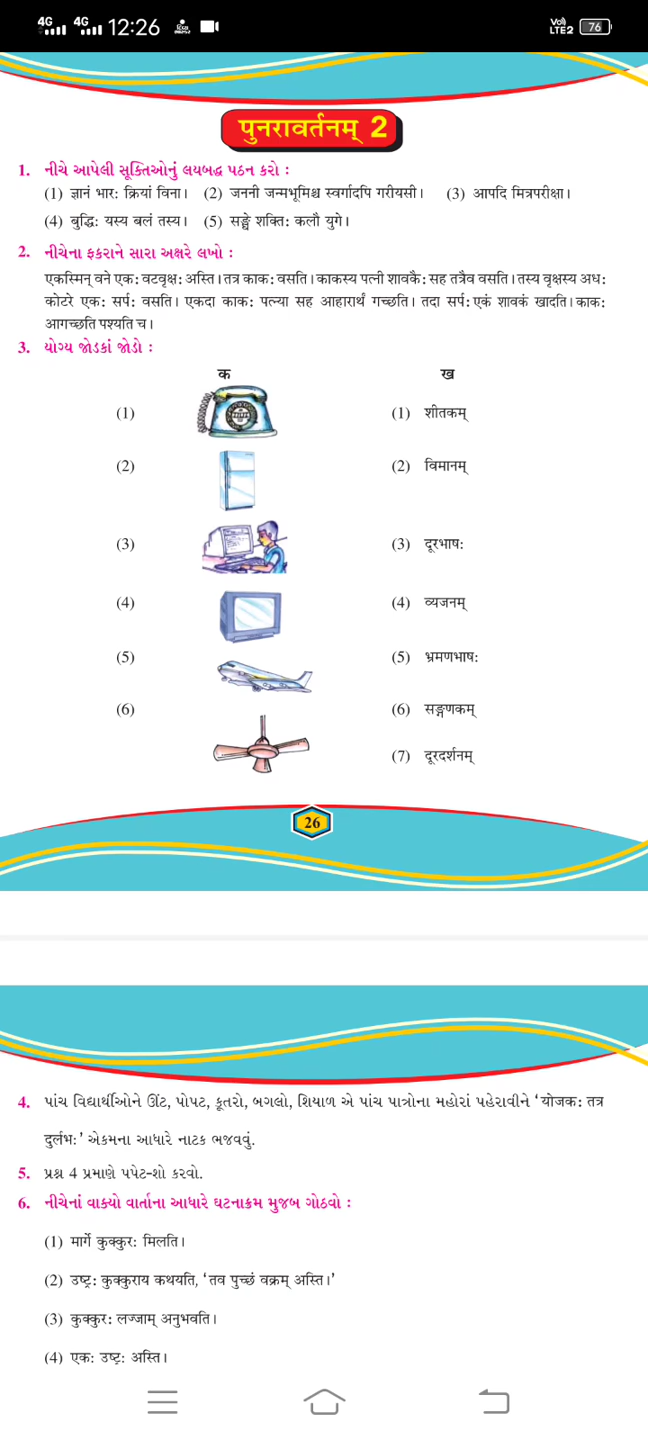 4G 4G 12:26 Vo) LTE2 76
पुनरावर्तनम् 2
1. નીચે આપેલી સૂક્તિઓનું લયબદ્ધ પઠન કરો :
(1) ज्ञानं भार: क्रियां विना। (2) जननी जन्मभूमिश्च स्वर्गादपि गरीयसी। (3) आपदि मित्रपरीक्षा।
(4) बुद्धि: यस्य बलं तस्य। (5) सङ्घे शक्ति: कलौ युगे।
2. નીચેના ફકરાને સારા અક્ષરે લખો :
एकस्मिन् वने एक: वटवृक्ष: अस्ति। तत्र काक: वसति। काकस्य पत्नी शावकै: सह तत्रैव वसति। तस्य वृक्षस्य अध:
कोटरे एक: सर्प: वसति। एकदा काक: पत्न्या सह आहारार्थं गच्छति। तदा सर्प: एकं शावकं खादति। काक:
आगच्छति पश्यति च।
3. યોગ્ય જોડકાં જોડો :
क ख
(1) (1) शीतकम्
(2) (2) विमानम्
(3) (3) दूरभाष:
(4) (4) व्यजनम्
(5) (5) भ्रमणभाष:
(6) (6) सङ्गणकम्
(7) दूरदर्शनम्
26
4. પાંચ વિદ્યાર્થીઓને ઊંટ, પોપટ, કૂતરો, બગલો, શિયાળ એ પાંચ પાત્રોના મહોરાં પહેરાવીને ‘योजक: तत्र
दुर्लभ:’ એકમના આધારે નાટક ભજવવું.
5. પ્રશ્ન 4 પ્રમાણે પપેટ-શો કરવો.
6. નીચેનાં વાક્યો વાર્તાના આધારે ઘટનાક્રમ મુજબ ગોઠવો :
(1) मार्गे कुक्कुर: मिलति।
(2) उष्ट्र: कुक्कुराय कथयति, ‘तव पुच्छं वक्रम् अस्ति।’
(3) कुक्कुर: लज्जाम् अनुभवति।
(4) एक: उष्ट्र: अस्ति।